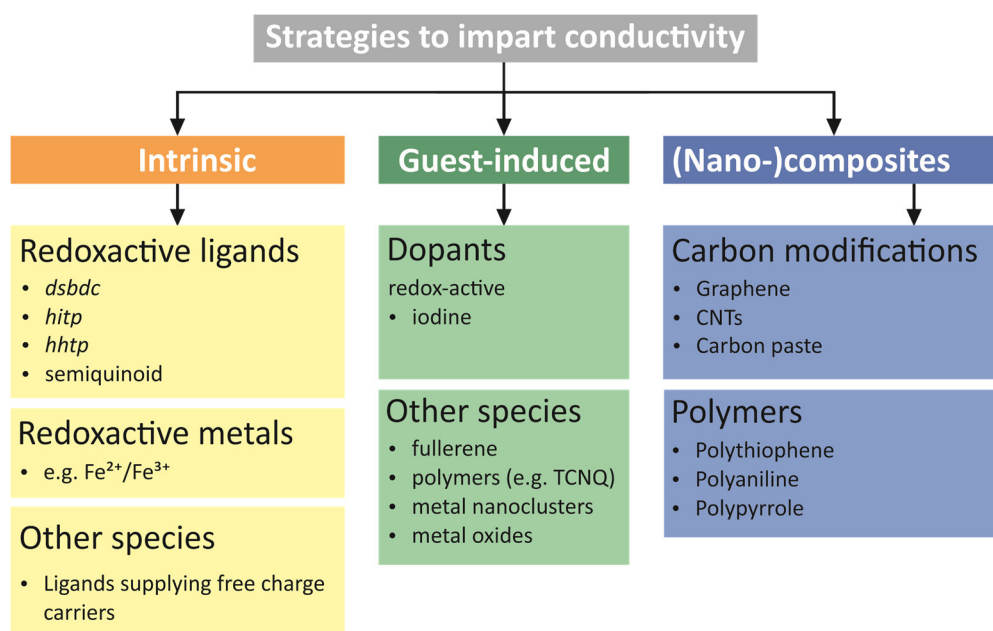 Strategies to impart conductivity
Intrinsic
Redoxactive ligands
• dsbdc
• hitp
• hhtp
• semiquinoid
Redoxactive metals
• e.g. Fe²⁺/Fe³⁺
Other species
• Ligands supplying free charge
carriers
Guest-induced
Dopants
redox-active
• iodine
Other species
• fullerene
• polymers (e.g. TCNQ)
• metal nanoclusters
• metal oxides
(Nano-)composites
Carbon modifications
• Graphene
• CNTs
• Carbon paste
Polymers
• Polythiophene
• Polyaniline
• Polypyrrole